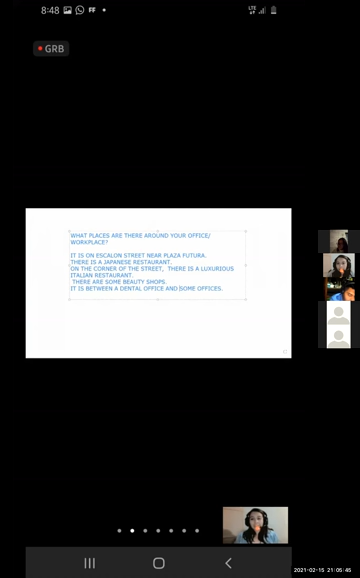 8:48
FF
LTE
GRB
WHAT PLACES ARE THERE AROUND YOUR OFFICE/
WORKPLACE?
IT IS ON ESCALON STREET NEAR PLAZA FUTURA.
THERE IS A JAPANESE RESTAURANT.
ON THE CORNER OF THE STREET, THERE IS A LUXURIOUS
ITALIAN RESTAURANT.
THERE ARE SOME BEAUTY SHOPS.
IT IS BETWEEN A DENTAL OFFICE AND SOME OFFICES.
2021-02-15 21:05:45